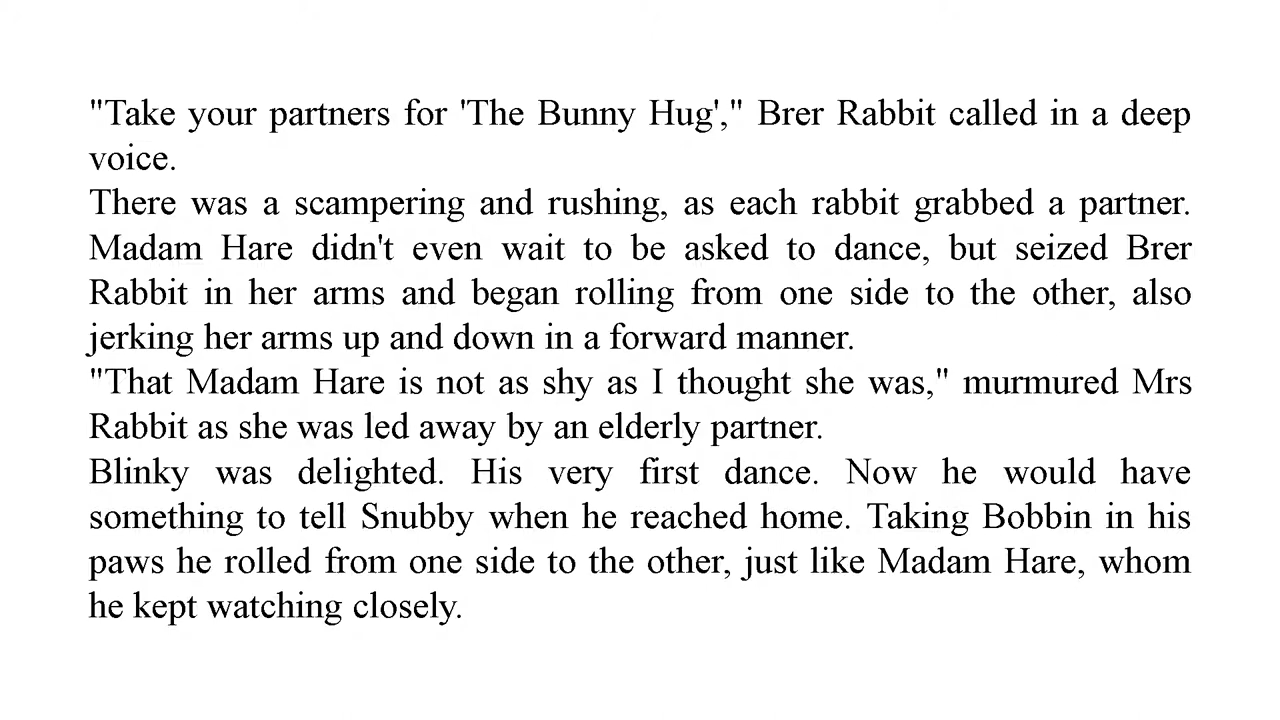 "Take your partners for 'The Bunny Hug'," Brer Rabbit called in a deep
voice.
There was a scampering and rushing, as each rabbit grabbed a partner.
Madam Hare didn't even wait to be asked to dance, but seized Brer
Rabbit in her arms and began rolling from one side to the other, also
jerking her arms up and down in a forward manner.
"That Madam Hare is not as shy as I thought she was," murmured Mrs
Rabbit as she was led away by an elderly partner.
Blinky was delighted. His very first dance. Now he would have
something to tell Snubby when he reached home. Taking Bobbin in his
paws he rolled from one side to the other, just like Madam Hare, whom
he kept watching closely.